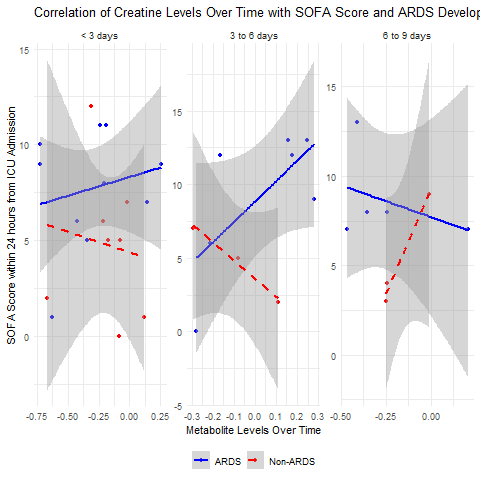 Correlation of Creatine Levels Over Time with SOFA Score and ARDS Develop
< 3 days
3 to 6 days
6 to 9 days
SOFA Score within 24 hours from ICU Admission
15
10
5
0
15
10
5
0
-5
15
10
5
0
-0.75 -0.50 -0.25 0.00 0.25
-0.3 -0.2 -0.1 0.0 0.1 0.2 0.3
-0.50 -0.25 0.00
Metabolite Levels Over Time
ARDS
Non-ARDS